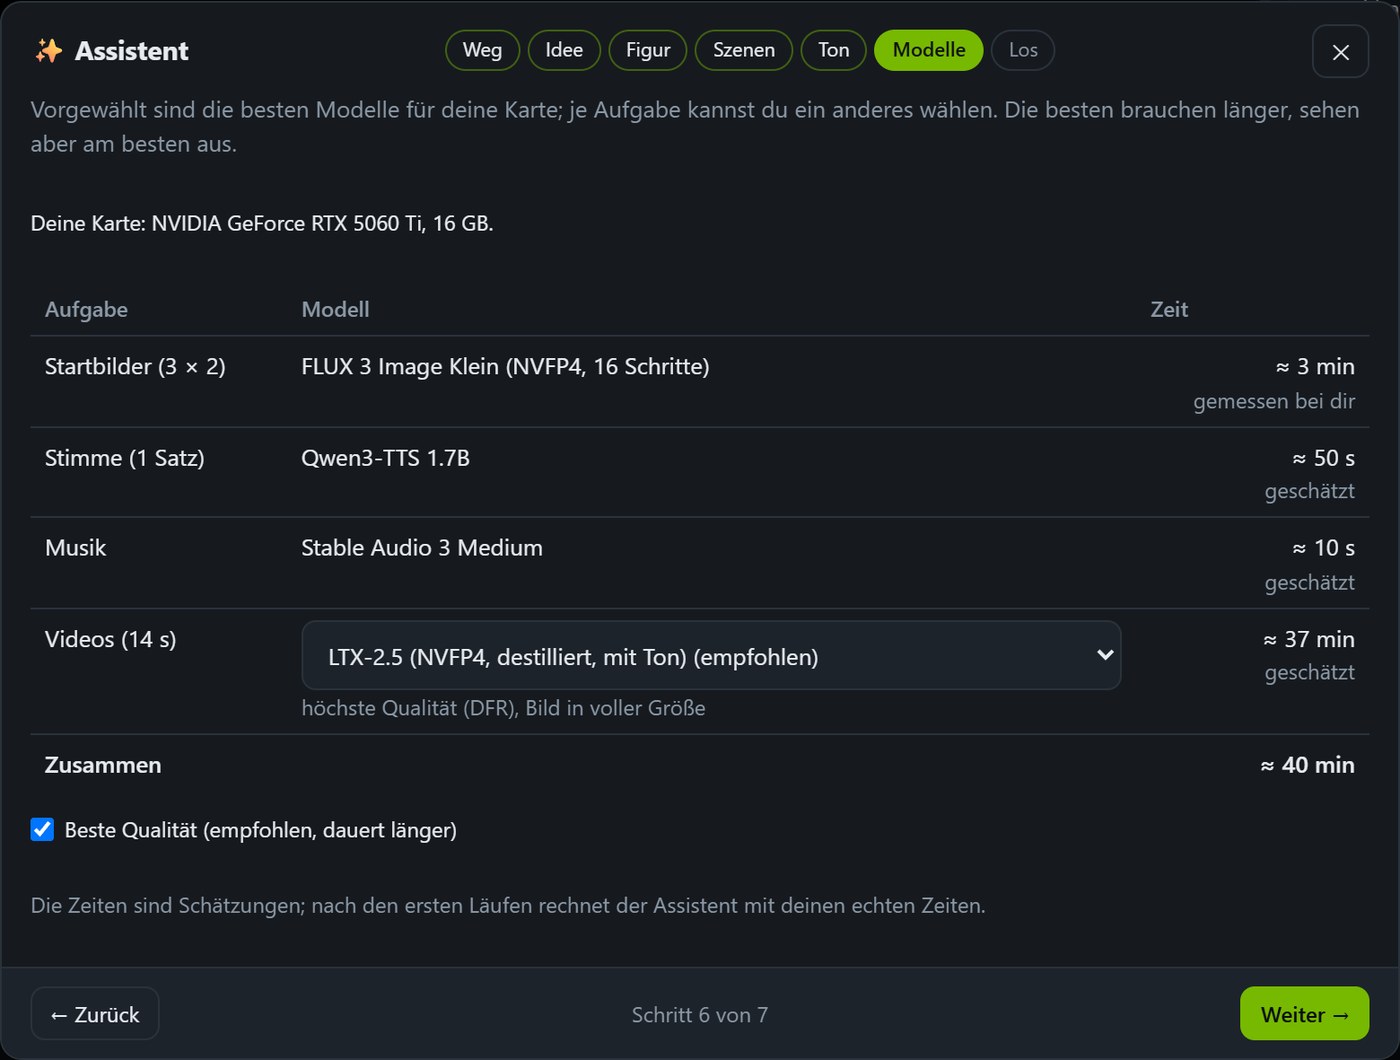 ✨ Assistent
Weg Idee Figur Szenen Ton Modelle Los
Vorgewählt sind die besten Modelle für deine Karte; je Aufgabe kannst du ein anderes wählen. Die besten brauchen länger, sehen
aber am besten aus.
Deine Karte: NVIDIA GeForce RTX 5060 Ti, 16 GB.
Aufgabe Modell Zeit
Startbilder (3 × 2) FLUX 3 Image Klein (NVFP4, 16 Schritte) ≈ 3 min
gemessen bei dir
Stimme (1 Satz) Qwen3-TTS 1.7B ≈ 50 s
geschätzt
Musik Stable Audio 3 Medium ≈ 10 s
geschätzt
Videos (14 s) LTX-2.5 (NVFP4, destilliert, mit Ton) (empfohlen) ≈ 37 min
geschätzt
höchste Qualität (DFR), Bild in voller Größe
Zusammen ≈ 40 min
Beste Qualität (empfohlen, dauert länger)
Die Zeiten sind Schätzungen; nach den ersten Läufen rechnet der Assistent mit deinen echten Zeiten.
← Zurück Schritt 6 von 7 Weiter →